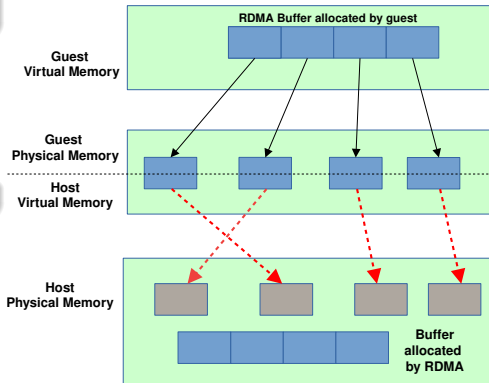 RDMA Buffer allocated by guest
Guest
Virtual Memory
Guest
Physical Memory
Host
Virtual Memory
Host
Physical Memory
Buffer
allocated
by RDMA